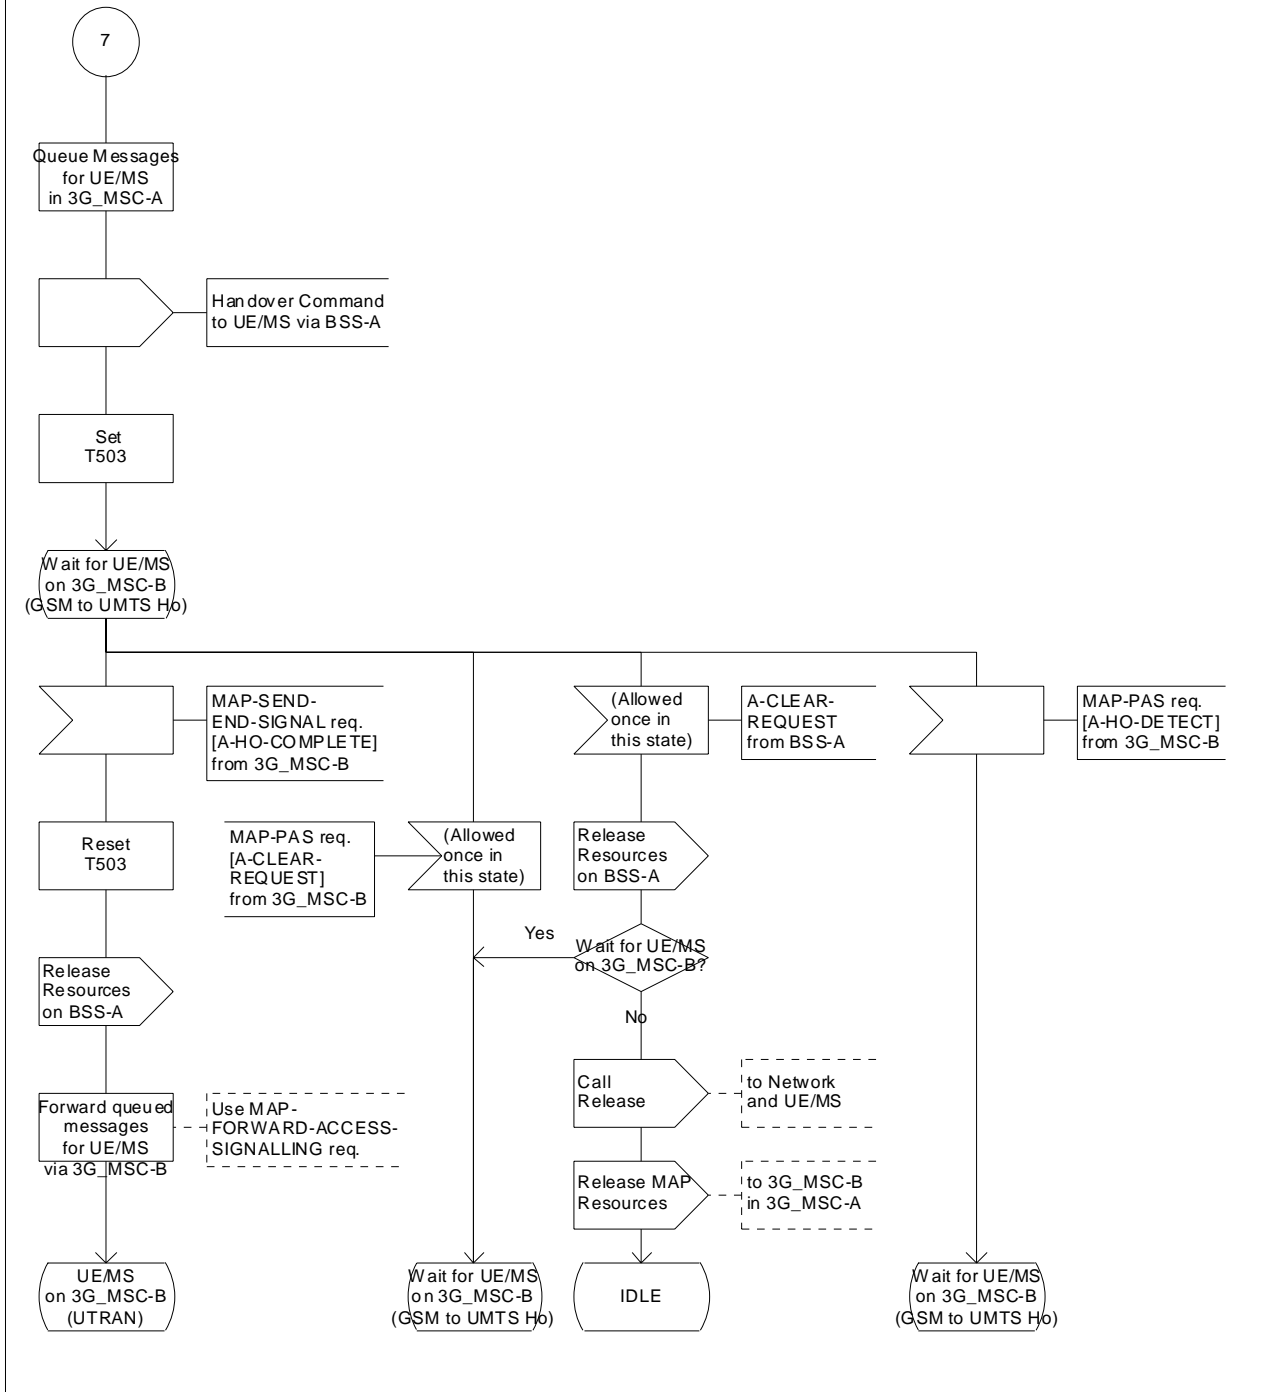 7
Queue Messages
for UE/MS
in 3G_MSC-A
Handover Command
to UE/MS via BSS-A
Set
T503
Wait for UE/MS
on 3G_MSC-B
(GSM to UMTS Ho)
MAP-SEND-
END-SIGNAL req.
[A-HO-COMPLETE]
from 3G_MSC-B
(Allowed
once in
this state)
A-CLEAR-
REQUEST
from BSS-A
MAP-PAS req.
[A-HO-DETECT]
from 3G_MSC-B
Reset
T503
MAP-PAS req.
[A-CLEAR-
REQUEST]
from 3G_MSC-B
(Allowed
once in
this state)
Release
Resources
on BSS-A
Yes
Wait for UE/MS
on 3G_MSC-B?
No
Release
Resources
on BSS-A
Call
Release
to Network
and UE/MS
Forward queued
messages
for UE/MS
via 3G_MSC-B
Use MAP-
FORWARD-ACCESS-
SIGNALLING req.
Release MAP
Resources
to 3G_MSC-B
in 3G_MSC-A
UE/MS
on 3G_MSC-B
(UTRAN)
Wait for UE/MS
on 3G_MSC-B
(GSM to UMTS Ho)
IDLE
Wait for UE/MS
on 3G_MSC-B
(GSM to UMTS Ho)